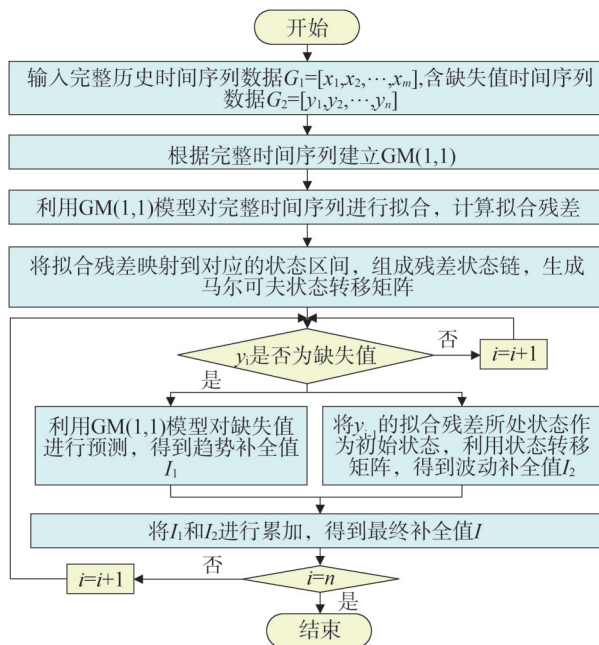 开始
输入完整历史时间序列数据G₁=[x₁,x₂,⋯,xₘ],含缺失值时间序列
数据G₂=[y₁,y₂,⋯,yₙ]
根据完整时间序列建立GM(1,1)
利用GM(1,1)模型对完整时间序列进行拟合，计算拟合残差
将拟合残差映射到对应的状态区间，组成残差状态链，生成
马尔可夫状态转移矩阵
yᵢ是否为缺失值
否
i=i+1
是
利用GM(1,1)模型对缺失值
进行预测，得到趋势补全值
I₁
将yᵢ₋₁的拟合残差所处状态作
为初始状态，利用状态转移
矩阵，得到波动补全值I₂
将I₁和I₂进行累加，得到最终补全值I
i=n
否
i=i+1
是
结束